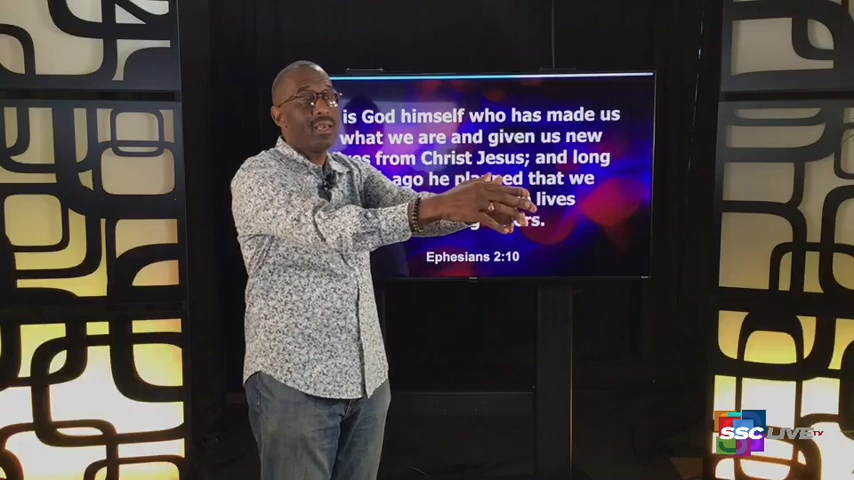 is God himself who has made us
what we are and given us new
from Christ Jesus; and long
ago he planned that we
lives
Ephesians 2:10
SSC LIVE TV